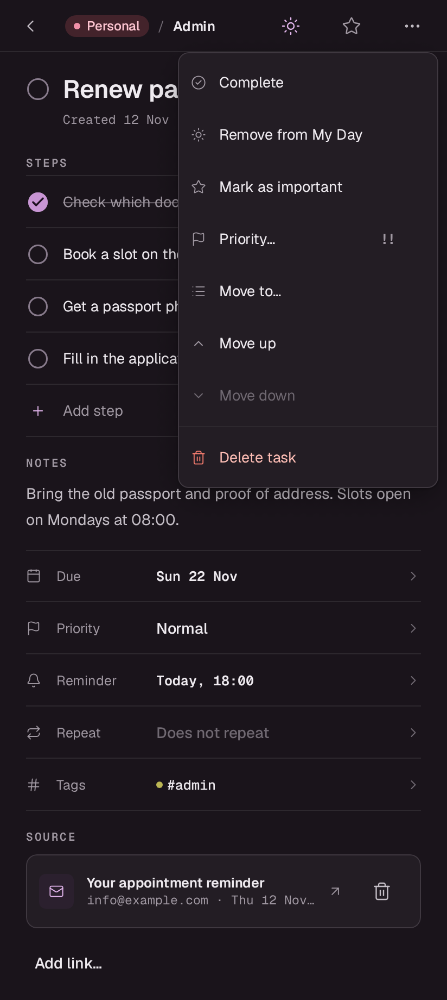 Personal / Admin
Complete
Renew pa
Created 12 Nov
Remove from My Day
STEPS
Mark as important
Check which doc
Priority… !!
Book a slot on the
Move to…
Get a passport ph
Move up
Fill in the applica
Move down
Add step
Delete task
NOTES
Bring the old passport and proof of address. Slots open
on Mondays at 08:00.
Due Sun 22 Nov
Priority Normal
Reminder Today, 18:00
Repeat Does not repeat
Tags #admin
SOURCE
Your appointment reminder
info@example.com · Thu 12 Nov…
Add link…